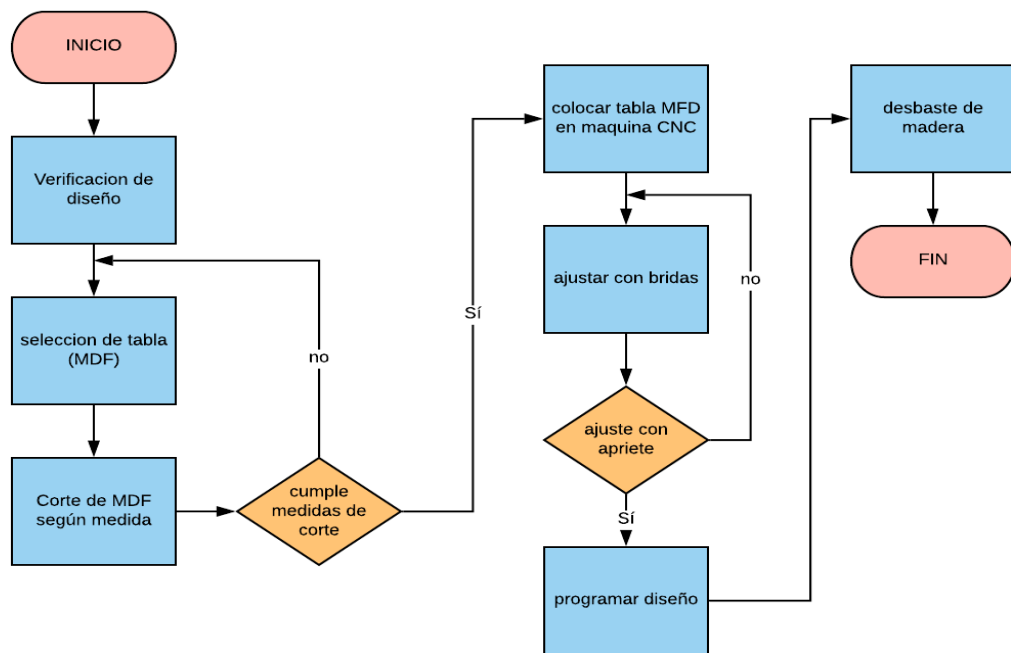 INICIO
Verificacion de
diseño
seleccion de tabla
(MDF)
Corte de MDF
según medida
cumple
medidas de
corte
no
Sí
colocar tabla MFD
en maquina CNC
ajustar con bridas
ajuste con
apriete
no
Sí
programar diseño
desbaste de
madera
FIN